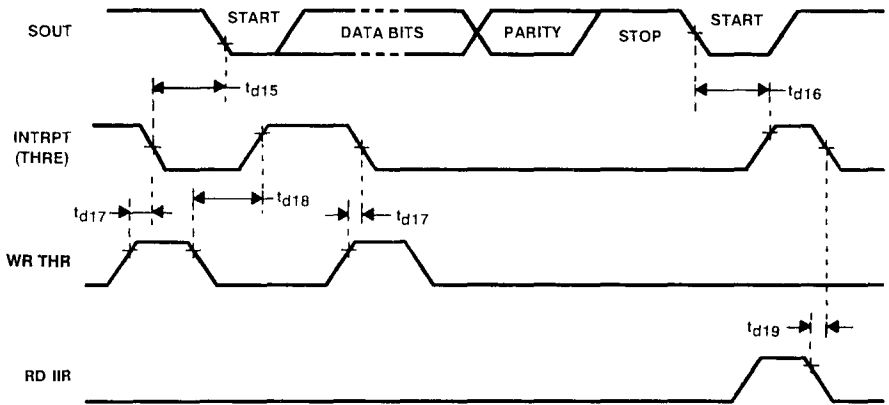 SOUT
START
DATA BITS
PARITY
STOP
START
td15
td16
INTRPT
(THRE)
td17
td18
td17
WR THR
td19
RD IIR